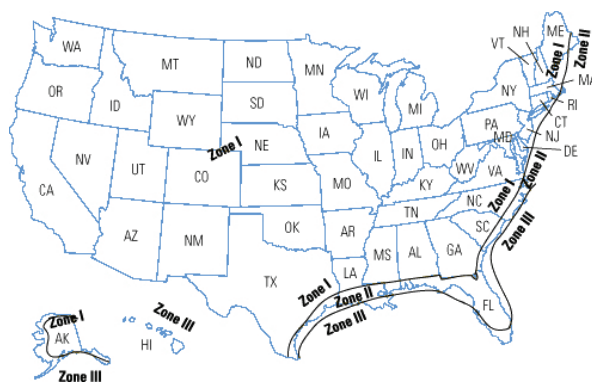 WA
MT
ND
MN
VT
NH
ME
Zone I
Zone II
OR
ID
WY
SD
WI
MI
NY
MA
RI
CT
NV
UT
CO
Zone I
NE
IA
IL
IN
OH
PA
MD
NJ
DE
CA
AZ
NM
KS
MO
KY
WV
VA
Zone I
Zone II
OK
AR
TN
NC
SC
Zone III
TX
LA
MS
AL
GA
FL
Zone I
Zone II
Zone III
Zone I
AK
Zone III
HI
Zone III